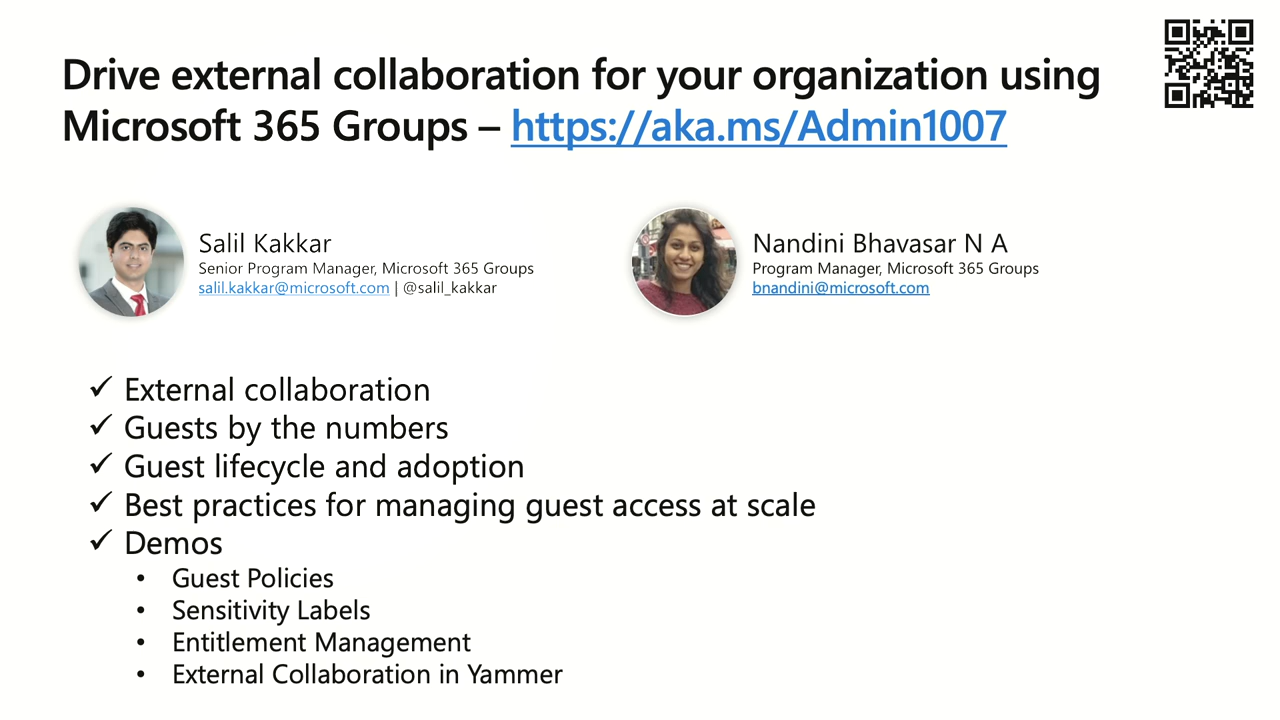 Drive external collaboration for your organization using
Microsoft 365 Groups – https://aka.ms/Admin1007
Salil Kakkar
Senior Program Manager, Microsoft 365 Groups
salil.kakkar@microsoft.com | @salil_kakkar
Nandini Bhavasar N A
Program Manager, Microsoft 365 Groups
bnandini@microsoft.com
✓ External collaboration
✓ Guests by the numbers
✓ Guest lifecycle and adoption
✓ Best practices for managing guest access at scale
✓ Demos
• Guest Policies
• Sensitivity Labels
• Entitlement Management
• External Collaboration in Yammer